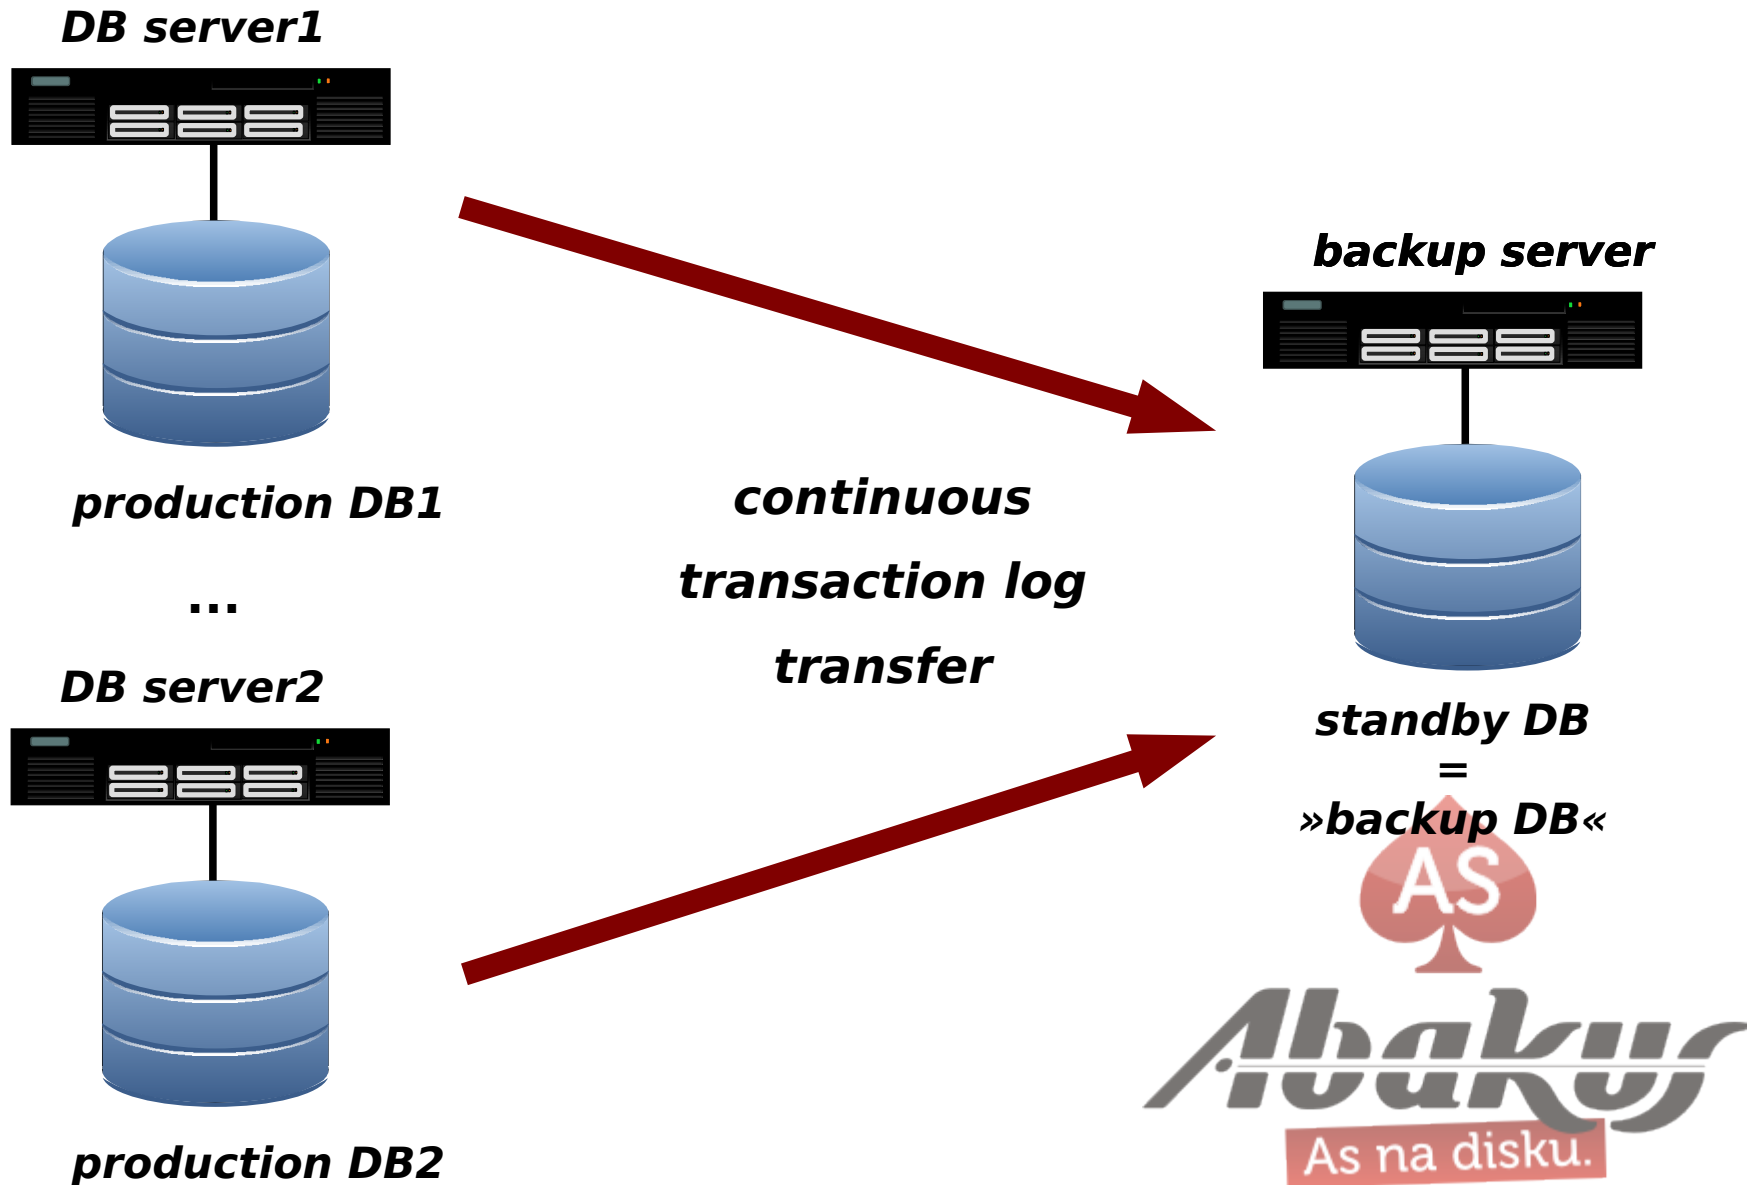 DB server1
production DB1
...
DB server2
production DB2
continuous
transaction log
transfer
backup server
standby DB
=
»backup DB«
AS
Abakus
As na disku.